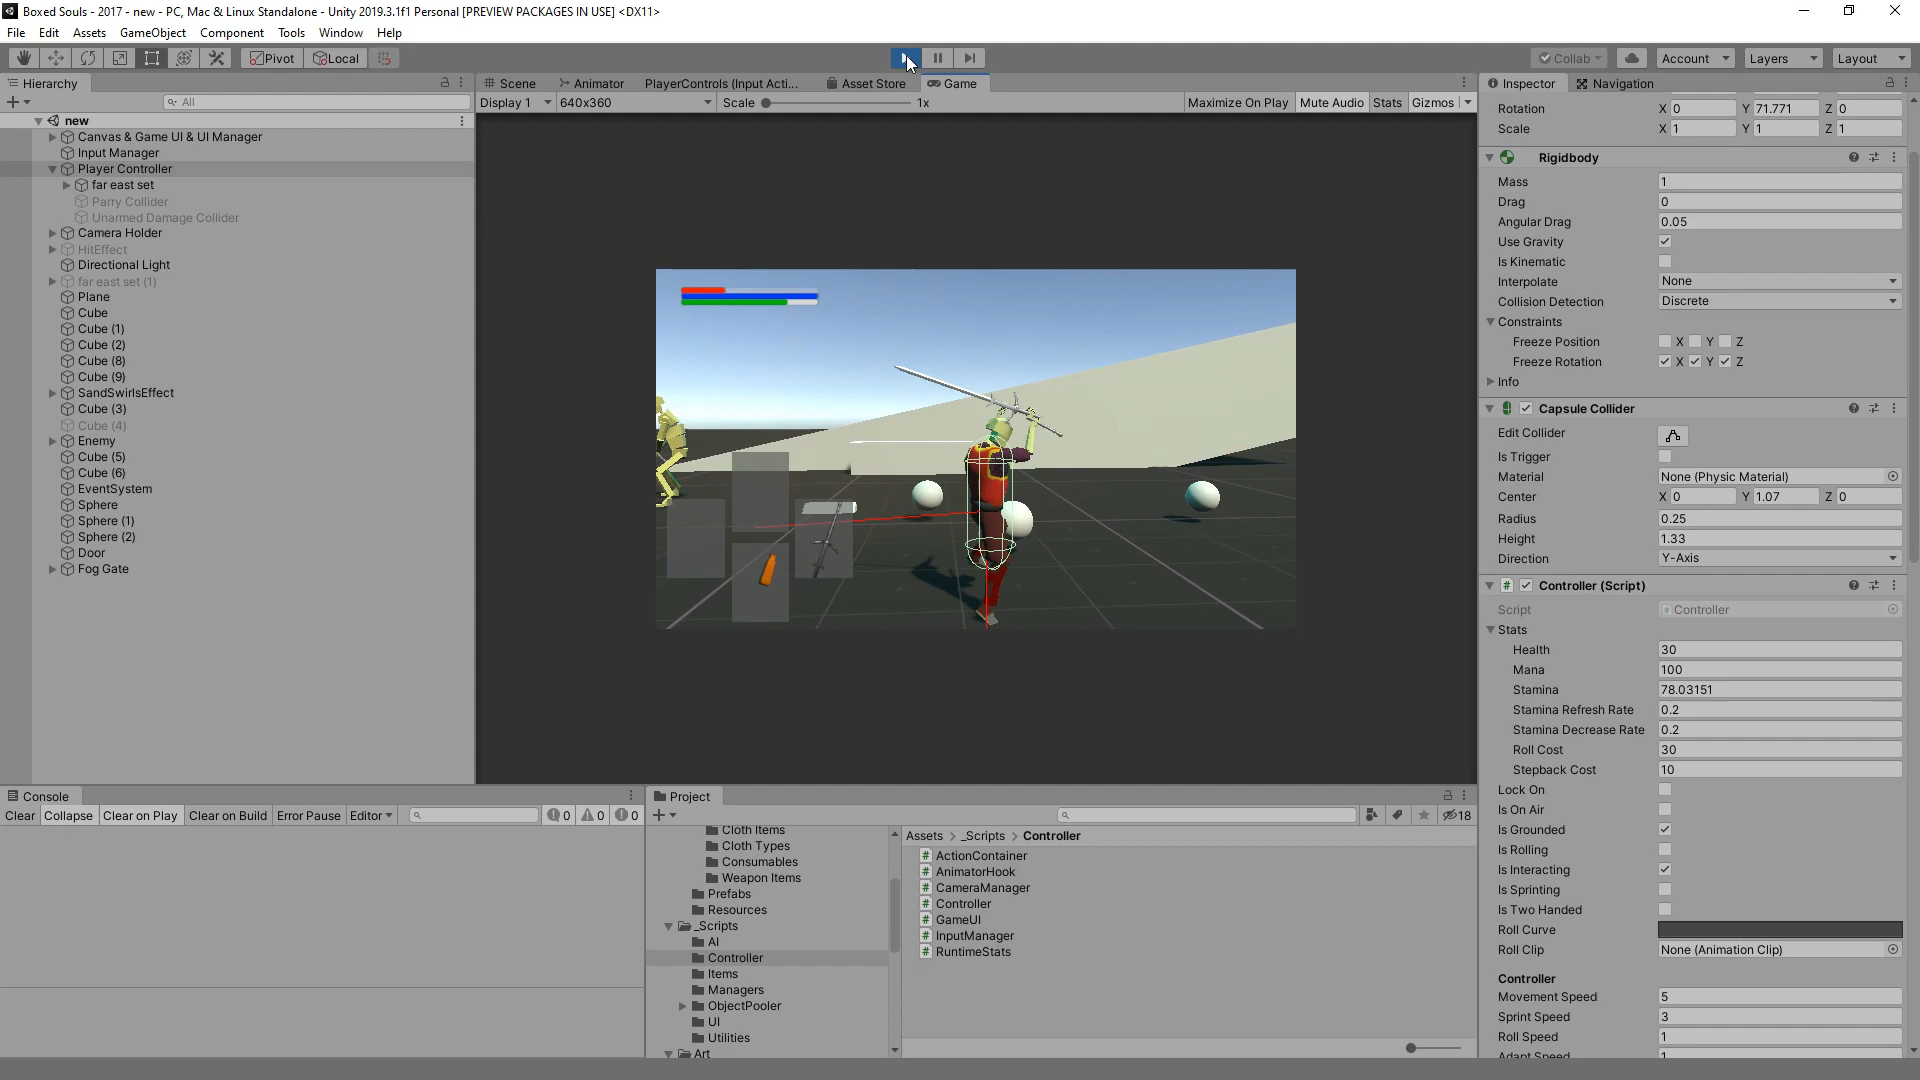 Boxed Souls - 2017 - new - PC, Mac & Linux Standalone - Unity 2019.3.1f1 Personal [PREVIEW PACKAGES IN USE] <DX11>
File Edit Assets GameObject Component Tools Window Help
Pivot Local Collab Account Layers Layout
Hierarchy
All
new
Canvas & Game UI & UI Manager
Input Manager
Player Controller
far east set
Parry Collider
Unarmed Damage Collider
Camera Holder
HitEffect
Directional Light
far east set (1)
Plane
Cube
Cube (1)
Cube (2)
Cube (8)
Cube (9)
SandSwirlsEffect
Cube (3)
Cube (4)
Enemy
Cube (5)
Cube (6)
EventSystem
Sphere
Sphere (1)
Sphere (2)
Door
Fog Gate
Scene Animator PlayerControls (Input Acti... Asset Store Game
Display 1 640x360 Scale 1x Maximize On Play Mute Audio Stats Gizmos
Inspector Navigation
Rotation X 0 Y 71.771 Z 0
Scale X 1 Y 1 Z 1
Rigidbody
Mass 1
Drag 0
Angular Drag 0.05
Use Gravity
Is Kinematic
Interpolate None
Collision Detection Discrete
Constraints
Freeze Position X Y Z
Freeze Rotation X Y Z
Info
Capsule Collider
Edit Collider
Is Trigger
Material None (Physic Material)
Center X 0 Y 1.07 Z 0
Radius 0.25
Height 1.33
Direction Y-Axis
# Controller (Script)
Script Controller
Stats
Health 30
Mana 100
Stamina 78.03151
Stamina Refresh Rate 0.2
Stamina Decrease Rate 0.2
Roll Cost 30
Stepback Cost 10
Lock On
Is On Air
Is Grounded
Is Rolling
Is Interacting
Is Sprinting
Is Two Handed
Roll Curve
Roll Clip None (Animation Clip)
Controller
Movement Speed 5
Sprint Speed 3
Roll Speed 1
Adapt Speed 1
Console
Clear Collapse Clear on Play Clear on Build Error Pause Editor 0 0 0
Project
18
Cloth Items
Cloth Types
Consumables
Weapon Items
Prefabs
Resources
_Scripts
AI
Controller
Items
Managers
ObjectPooler
UI
Utilities
Art
Assets > _Scripts > Controller
# ActionContainer
# AnimatorHook
# CameraManager
# Controller
# GameUI
# InputManager
# RuntimeStats